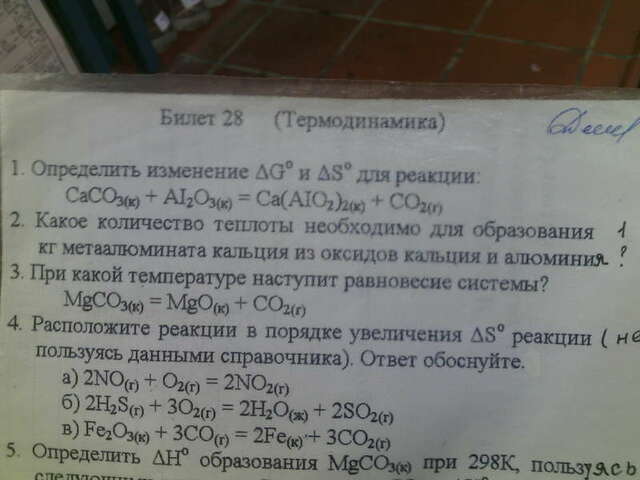 Билет 28 (Термодинамика)
1. Определить изменение ΔG° и ΔS° для реакции:
CaCO₃₍ₖ₎ + Al₂O₃₍ₖ₎ = Ca(AlO₂)₂₍ₖ₎ + CO₂₍г₎
2. Какое количество теплоты необходимо для образования 1
кг метаалюмината кальция из оксидов кальция и алюминия?
3. При какой температуре наступит равновесие системы?
MgCO₃₍ₖ₎ = MgO₍ₖ₎ + CO₂₍г₎
4. Расположите реакции в порядке увеличения ΔS° реакции (не
пользуясь данными справочника). Ответ обоснуйте.
а) 2NO₍г₎ + O₂₍г₎ = 2NO₂₍г₎
б) 2H₂S₍г₎ + 3O₂₍г₎ = 2H₂O₍ж₎ + 2SO₂₍г₎
в) Fe₂O₃₍ₖ₎ + 3CO₍г₎ = 2Fe₍ₖ₎ + 3CO₂₍г₎
5. Определить ΔH° образования MgCO₃₍ₖ₎ при 298К, пользуясь